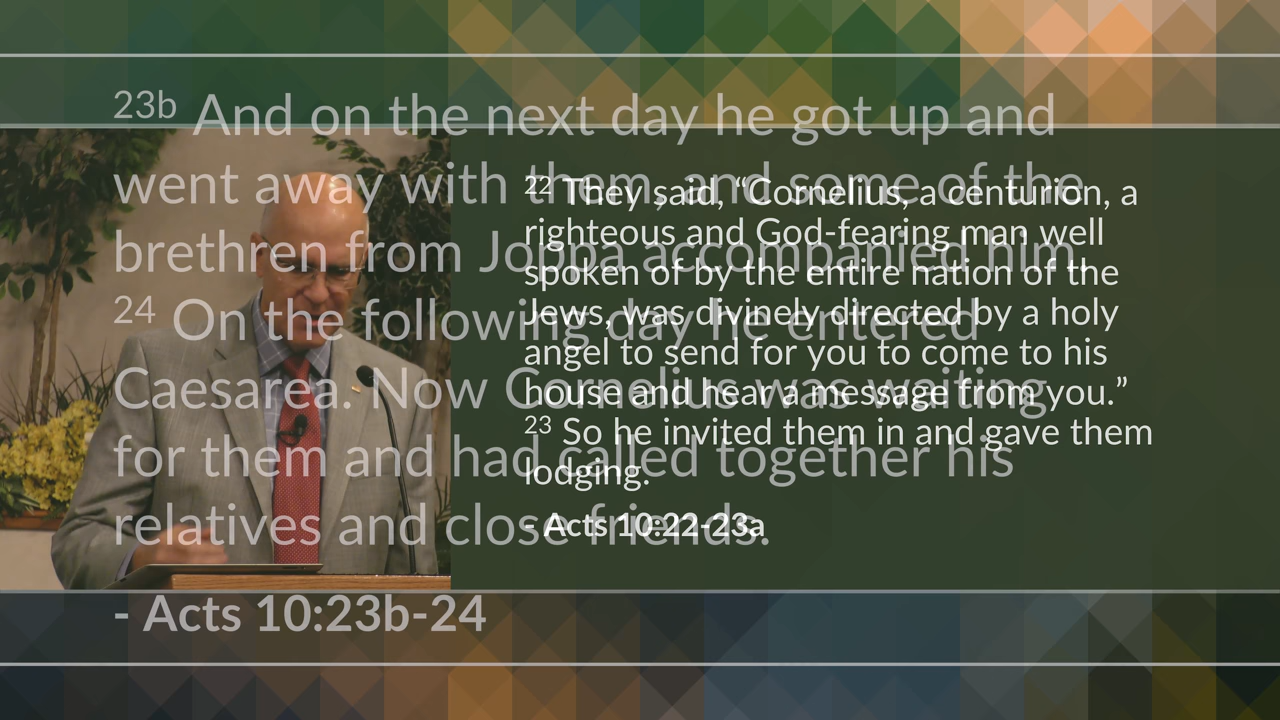 23b And on the next day he got up and
went away with them, and some of the
brethren from Joppa accompanied him.
24 On the following day he entered
Caesarea. Now Cornelius was waiting
for them and had called together his
relatives and close friends.
- Acts 10:23b-24
22 They said, “Cornelius, a centurion, a
righteous and God-fearing man well
spoken of by the entire nation of the
Jews, was divinely directed by a holy
angel to send for you to come to his
house and hear a message from you.”
23 So he invited them in and gave them
lodging.
- Acts 10:22-23a